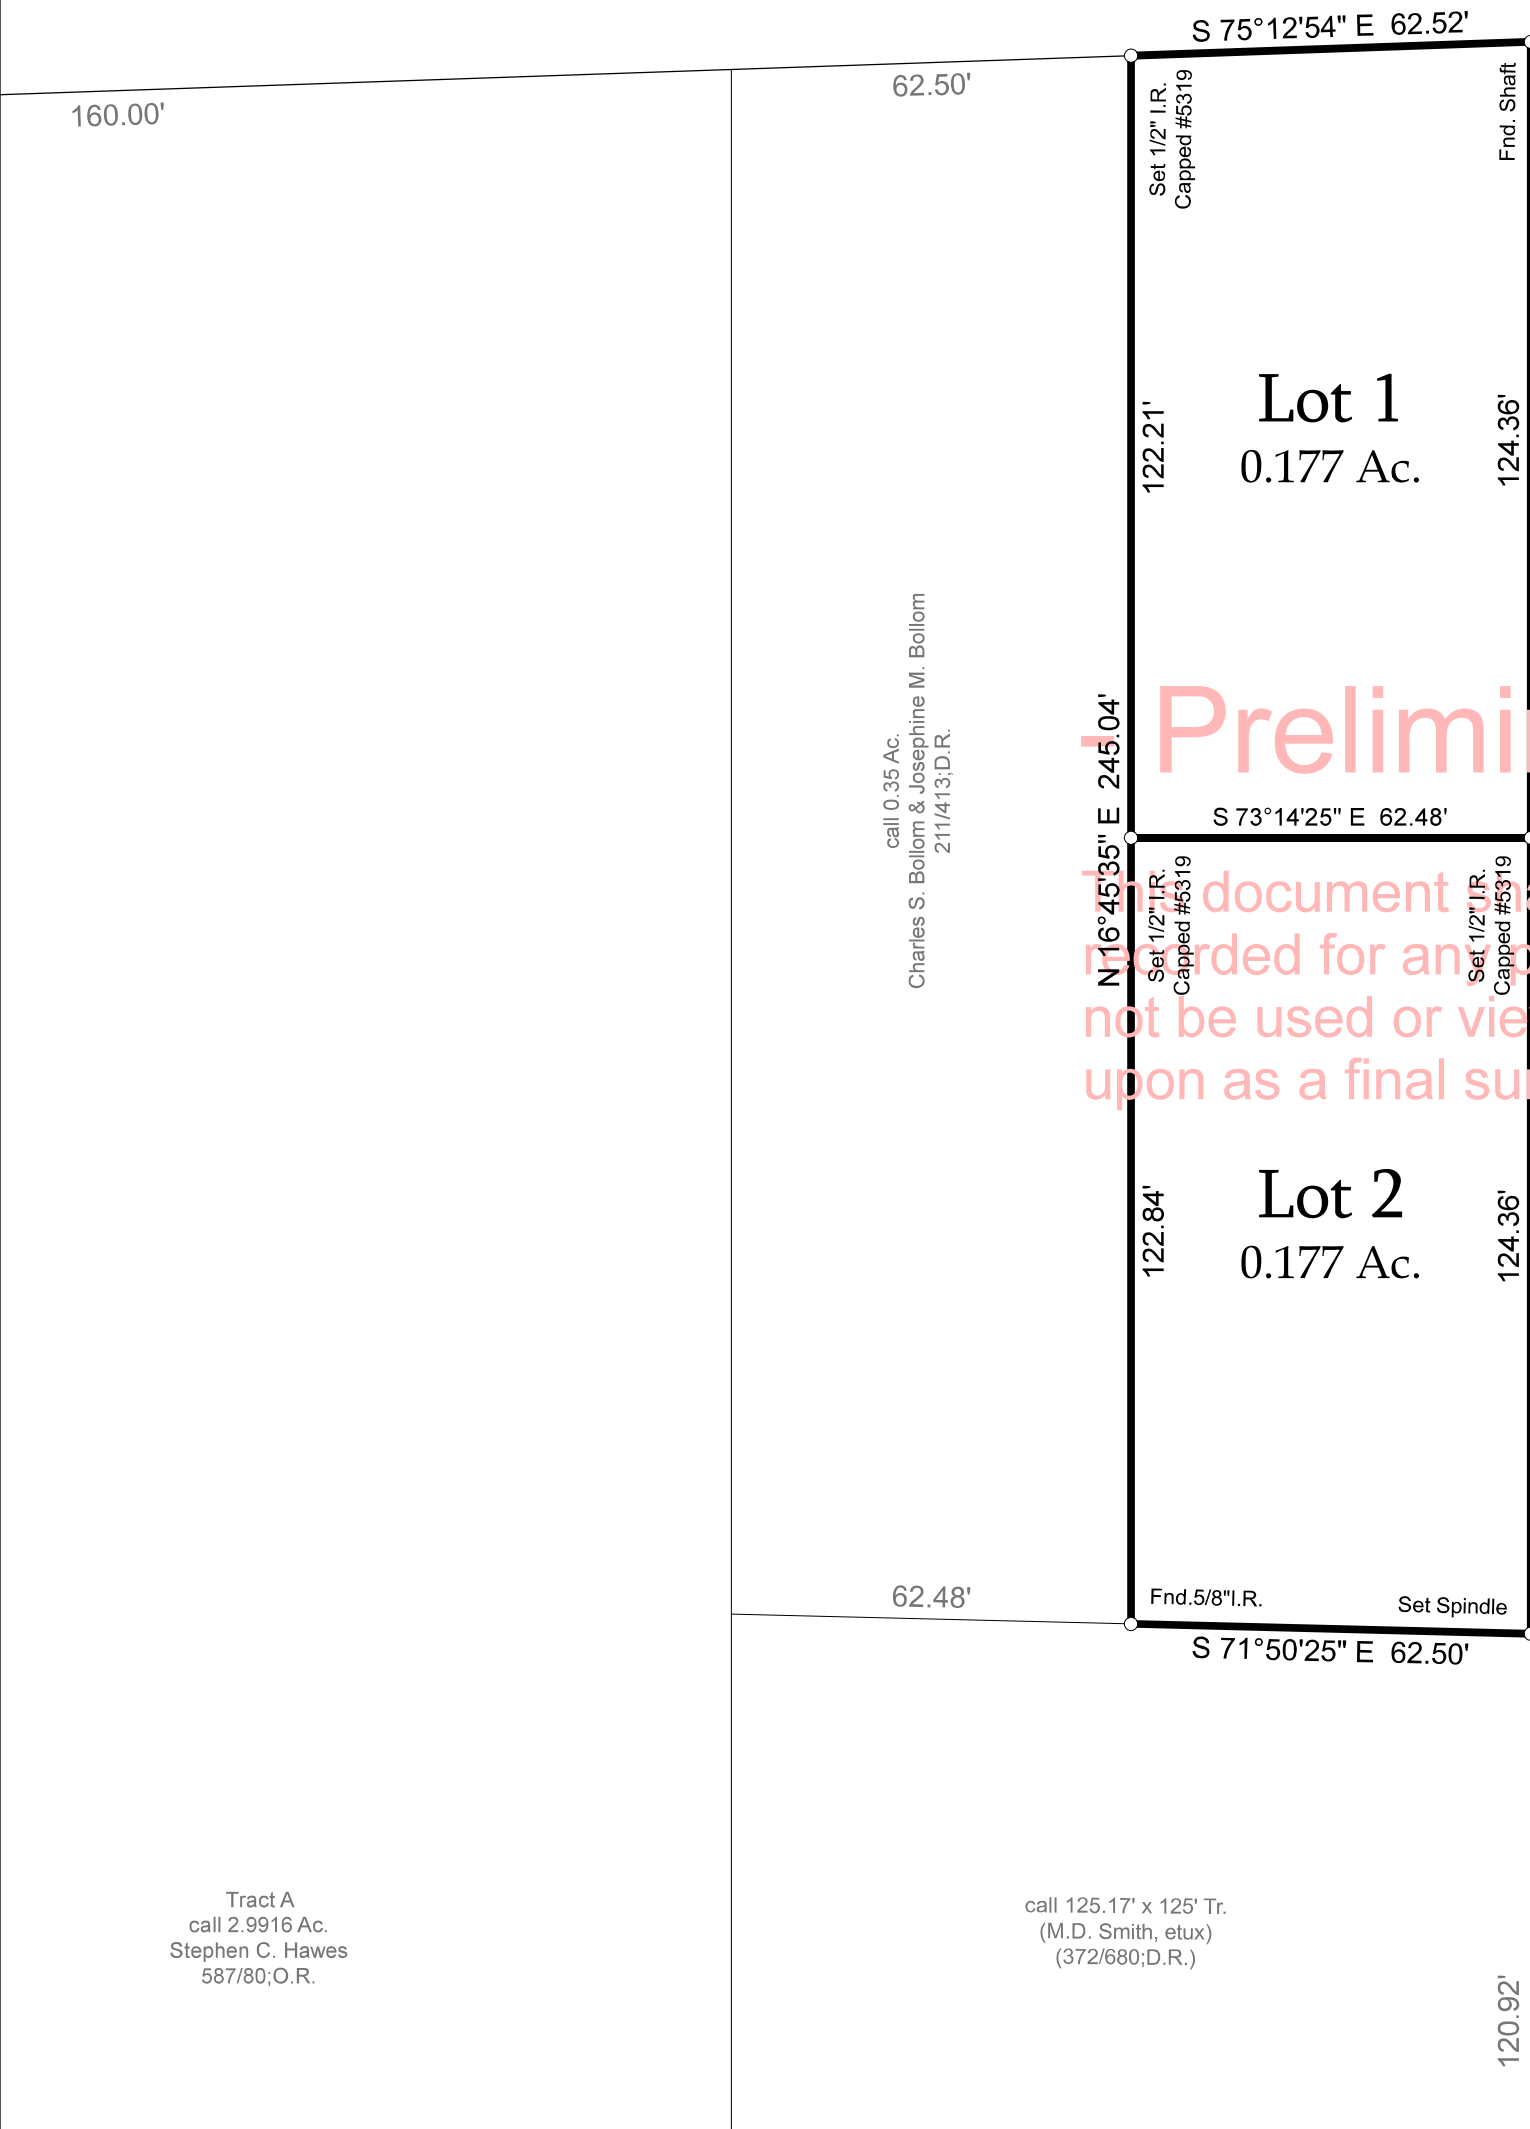 S 75°12'54" E  62.52'
160.00'
62.50'
Set 1/2" I.R.
Capped #5319
Fnd. Shaft
Lot 1
0.177 Ac.
122.21'
124.36'
call 0.35 Ac.
Charles S. Bollom & Josephine M. Bollom
211/413;D.R.
N 16°45'35" E  245.04'
- Prelimi
S 73°14'25" E  62.48'
Set 1/2" I.R.
Capped #5319
Set 1/2" I.R.
Capped #5319
This document sha
recorded for any p
not be used or vie
upon as a final sur
Lot 2
0.177 Ac.
122.84'
124.36'
62.48'
Fnd.5/8"I.R.
Set Spindle
S 71°50'25" E  62.50'
Tract A
call 2.9916 Ac.
Stephen C. Hawes
587/80;O.R.
call 125.17' x 125' Tr.
(M.D. Smith, etux)
(372/680;D.R.)
120.92'